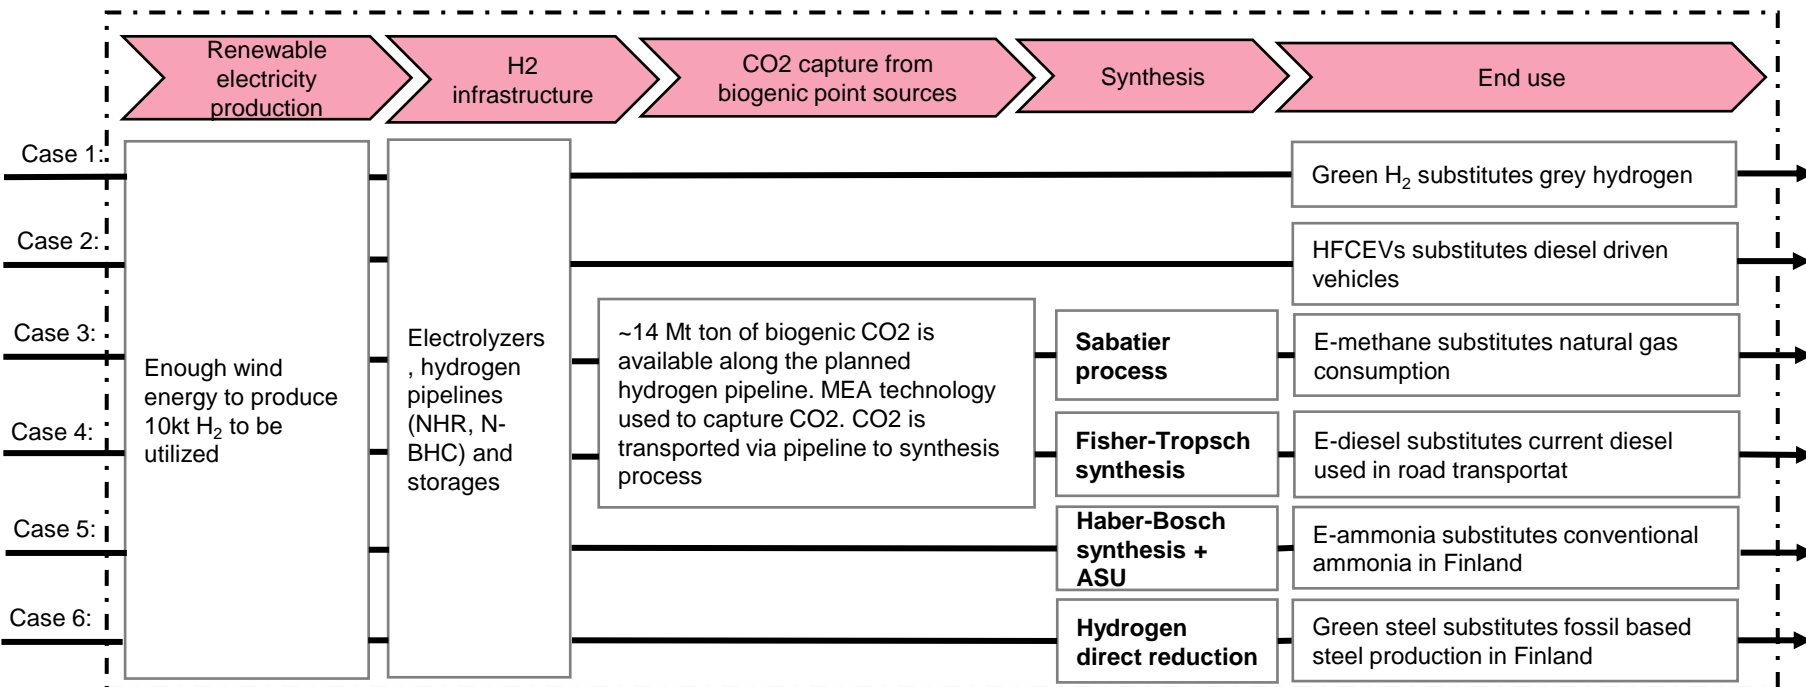 Renewable
electricity
production
H2
infrastructure
CO2 capture from
biogenic point sources
Synthesis
End use
Case 1:
Case 2:
Case 3:
Case 4:
Case 5:
Case 6:
Enough wind
energy to produce
10kt H₂ to be
utilized
Electrolyzers
, hydrogen
pipelines
(NHR, N-
BHC) and
storages
~14 Mt ton of biogenic CO2 is
available along the planned
hydrogen pipeline. MEA technology
used to capture CO2. CO2 is
transported via pipeline to synthesis
process
Sabatier
process
Fisher-Tropsch
synthesis
Haber-Bosch
synthesis +
ASU
Hydrogen
direct reduction
Green H₂ substitutes grey hydrogen
HFCEVs substitutes diesel driven
vehicles
E-methane substitutes natural gas
consumption
E-diesel substitutes current diesel
used in road transportat
E-ammonia substitutes conventional
ammonia in Finland
Green steel substitutes fossil based
steel production in Finland